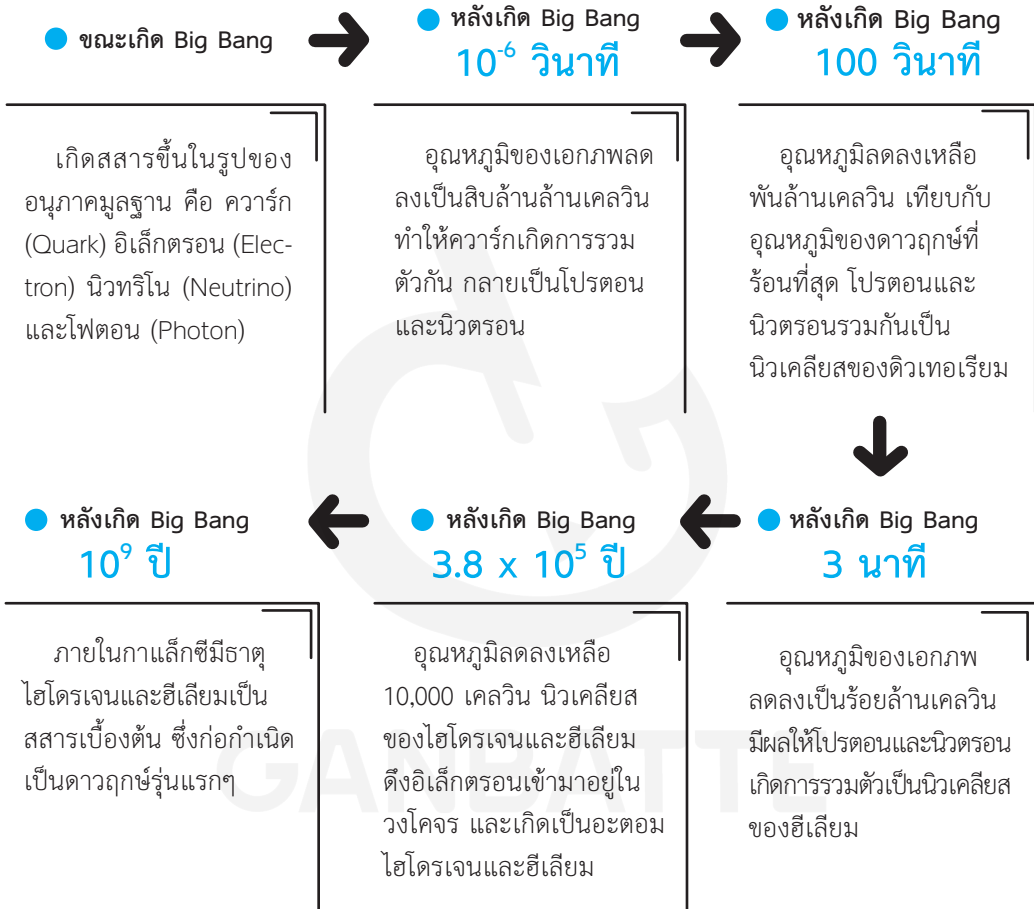 ● ขณะเกิด Big Bang
เกิดสสารขึ้นในรูปของ
อนุภาคมูลฐาน คือ ควาร์ก
(Quark) อิเล็กตรอน (Elec-
tron) นิวทริโน (Neutrino)
และโฟตอน (Photon)
● หลังเกิด Big Bang
10⁻⁶ วินาที
อุณหภูมิของเอกภพลด
ลงเป็นสิบล้านล้านเคลวิน
ทำให้ควาร์กเกิดการรวม
ตัวกัน กลายเป็นโปรตอน
และนิวตรอน
● หลังเกิด Big Bang
100 วินาที
อุณหภูมิลดลงเหลือ
พันล้านเคลวิน เทียบกับ
อุณหภูมิของดาวฤกษ์ที่
ร้อนที่สุด โปรตอนและ
นิวตรอนรวมกันเป็น
นิวเคลียสของดิวเทอเรียม
● หลังเกิด Big Bang
3 นาที
อุณหภูมิของเอกภพ
ลดลงเป็นร้อยล้านเคลวิน
มีผลให้โปรตอนและนิวตรอน
เกิดการรวมตัวเป็นนิวเคลียส
ของฮีเลียม
● หลังเกิด Big Bang
3.8 x 10⁵ ปี
อุณหภูมิลดลงเหลือ
10,000 เคลวิน นิวเคลียส
ของไฮโดรเจนและฮีเลียม
ดึงอิเล็กตรอนเข้ามาอยู่ใน
วงโคจร และเกิดเป็นอะตอม
ไฮโดรเจนและฮีเลียม
● หลังเกิด Big Bang
10⁹ ปี
ภายในกาแล็กซีมีธาตุ
ไฮโดรเจนและฮีเลียมเป็น
สสารเบื้องต้น ซึ่งก่อกำเนิด
เป็นดาวฤกษ์รุ่นแรกๆ
GANBATTE